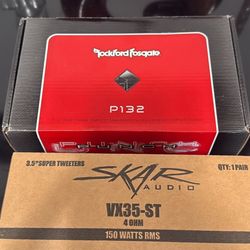 Rockford Fosgate
P132
PUNCH
3.5" SUPER TWEETERS
QTY: 1 PAIR
SKAR
AUDIO
VX35-ST
4 OHM
150 WATTS RMS